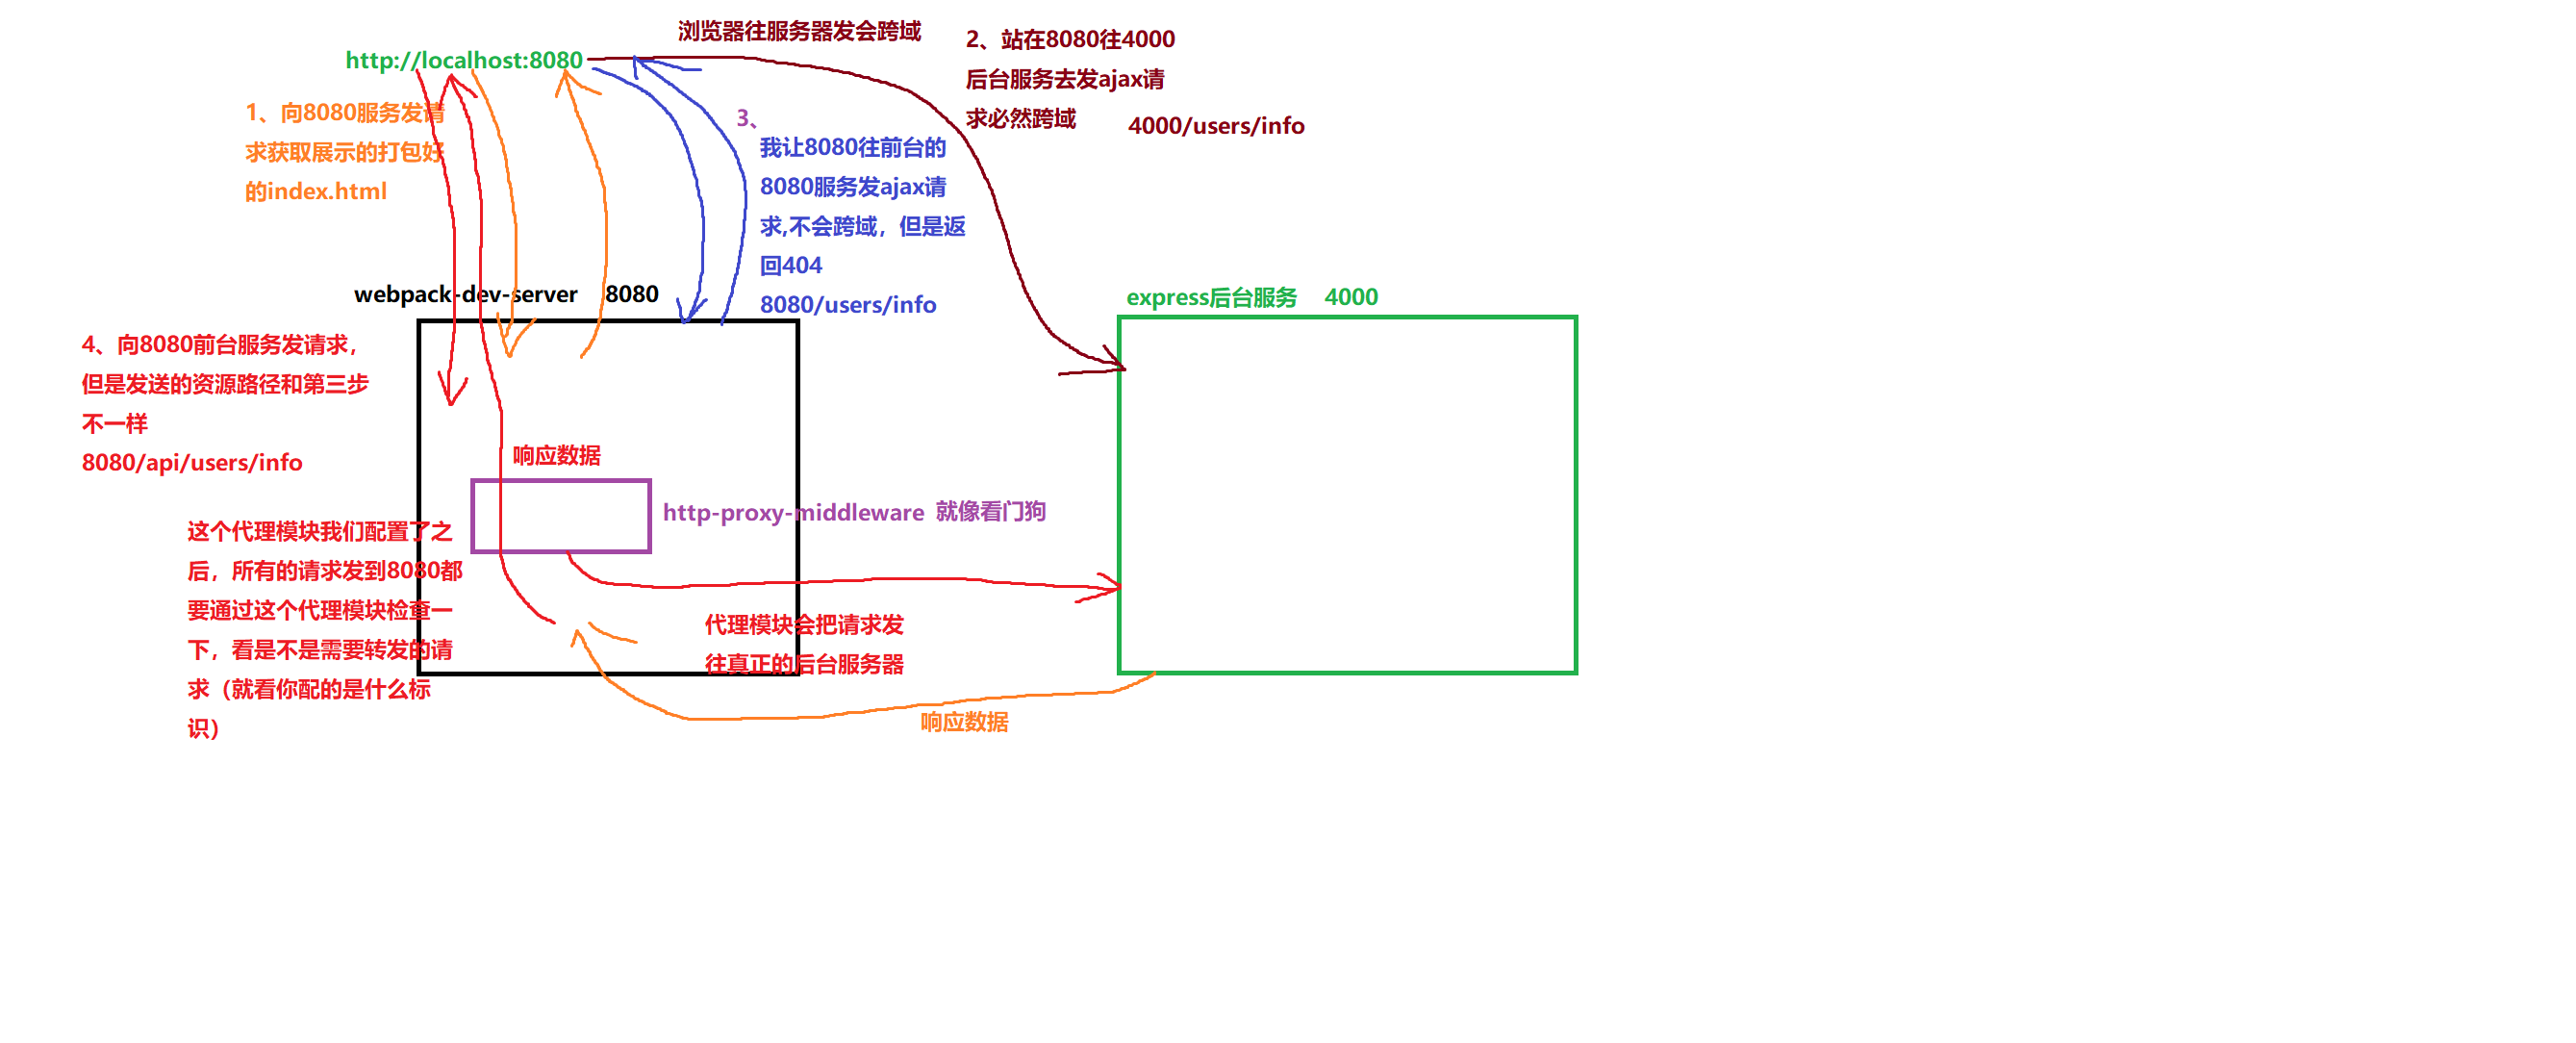 浏览器往服务器发会跨域
http://localhost:8080
2、站在8080往4000
后台服务去发ajax请
求必然跨域
4000/users/info
1、向8080服务发请
求获取展示的打包好
的index.html
3、
我让8080往前台的
8080服务发ajax请
求,不会跨域，但是返
回404
8080/users/info
webpack-dev-server 8080
express后台服务 4000
4、向8080前台服务发请求，
但是发送的资源路径和第三步
不一样
8080/api/users/info
响应数据
http-proxy-middleware 就像看门狗
这个代理模块我们配置了之
后，所有的请求发到8080都
要通过这个代理模块检查一
下，看是不是需要转发的请
求（就看你配的是什么标
识）
代理模块会把请求发
往真正的后台服务器
响应数据